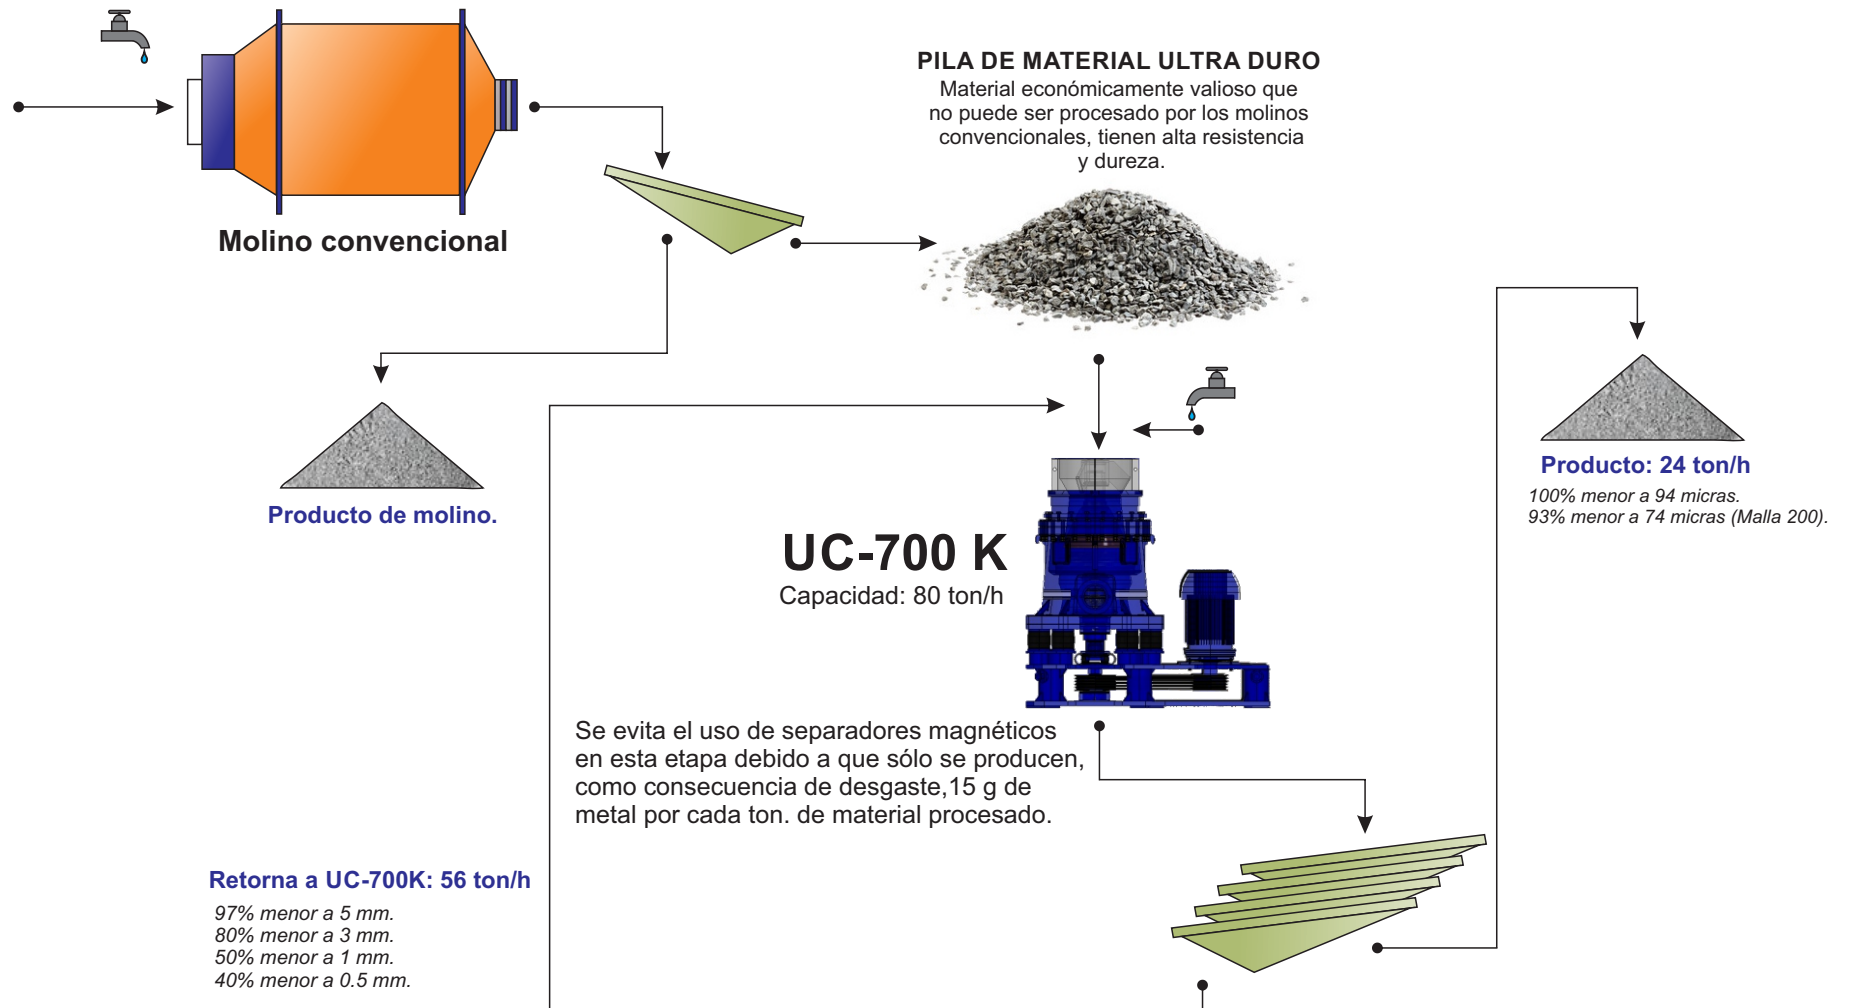 PILA DE MATERIAL ULTRA DURO
Material económicamente valioso que
no puede ser procesado por los molinos
convencionales, tienen alta resistencia
y dureza.
Molino convencional
Producto de molino.
Producto: 24 ton/h
100% menor a 94 micras.
93% menor a 74 micras (Malla 200).
UC-700 K
Capacidad: 80 ton/h
Se evita el uso de separadores magnéticos
en esta etapa debido a que sólo se producen,
como consecuencia de desgaste,15 g de
metal por cada ton. de material procesado.
Retorna a UC-700K: 56 ton/h
97% menor a 5 mm.
80% menor a 3 mm.
50% menor a 1 mm.
40% menor a 0.5 mm.